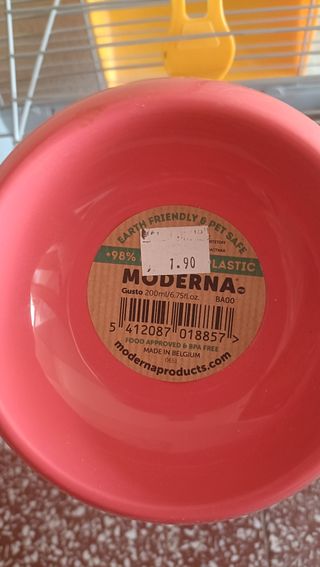 EARTH FRIENDLY & PET SAFE
+98%
PLASTIC
1.90
MODERNA
Gusto 200ml/6.75fl.oz. BA00
5 412087 018857 >
FOOD APPROVED & BPA FREE
MADE IN BELGIUM
modernaproducts.com